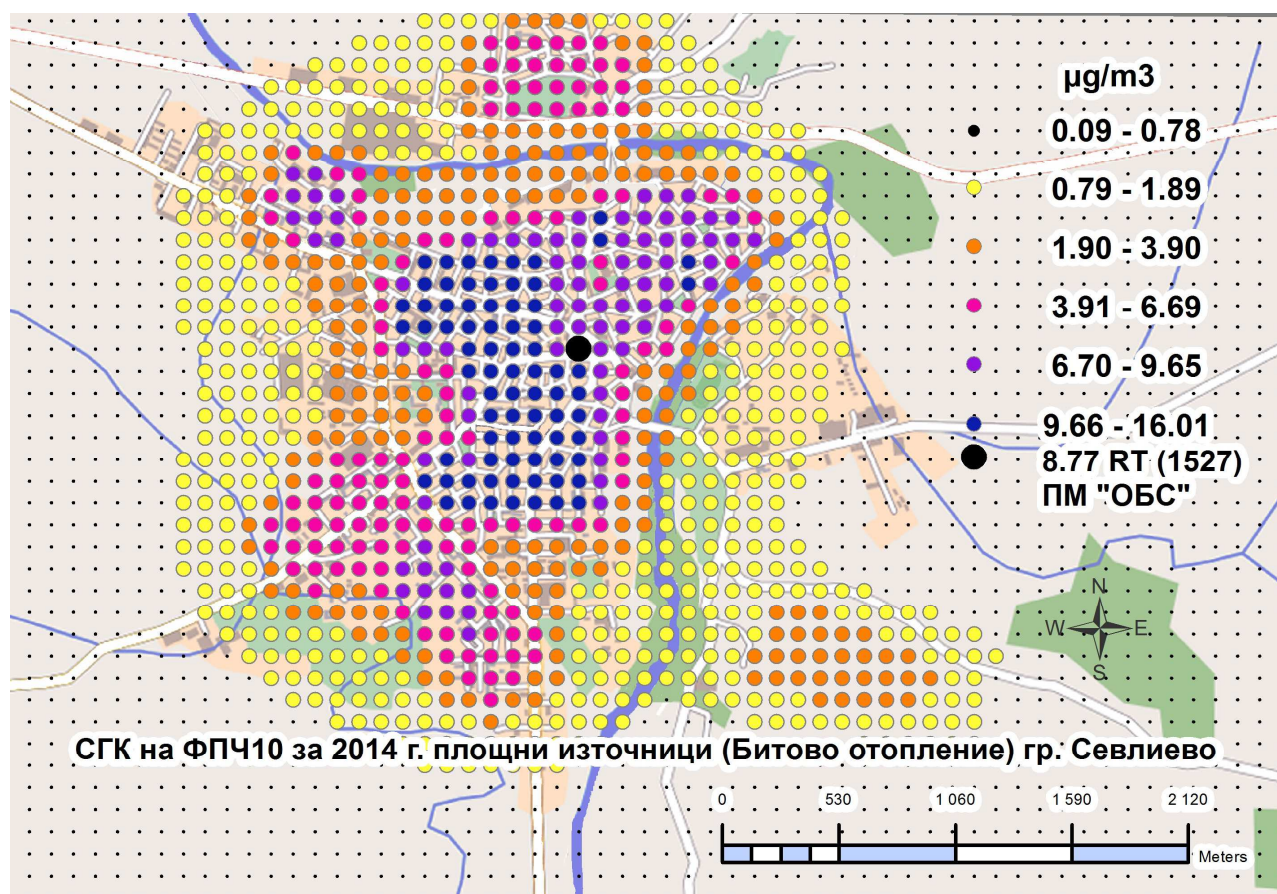 µg/m3
0.09 - 0.78
0.79 - 1.89
1.90 - 3.90
3.91 - 6.69
6.70 - 9.65
9.66 - 16.01
8.77 RT (1527)
ПМ "ОБС"
N
W E
S
СГК на ФПЧ10 за 2014 г. площни източници (Битово отопление) гр. Севлиево
0 530 1 060 1 590 2 120
Meters